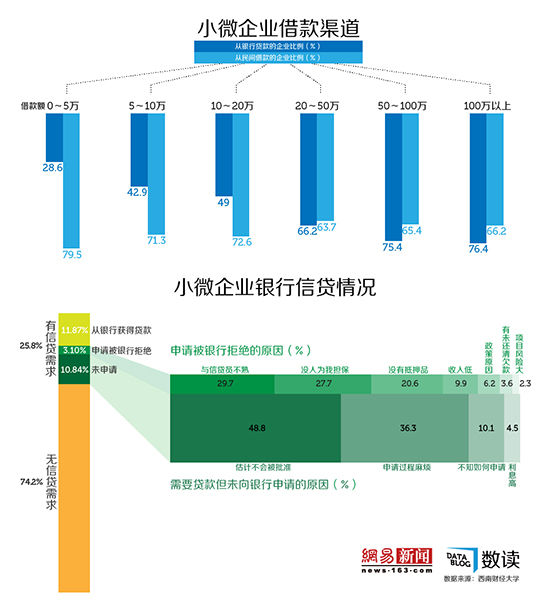 小微企业借款渠道
从银行贷款的企业比例（%）
从民间借款的企业比例（%）
借款额 0～5万 5～10万 10～20万 20～50万 50～100万 100万以上
28.6 79.5 42.9 71.3 49 72.6 66.2 63.7 75.4 65.4 76.4 66.2
小微企业银行信贷情况
有信贷需求
25.8%
11.87% 从银行获得贷款
3.10% 申请被银行拒绝
10.84% 未申请
无信贷需求
74.2%
申请被银行拒绝的原因（%）
与信贷员不熟 没人为我担保 没有抵押品 收入低 政策原因 有未还清欠款 项目风险大
29.7 27.7 20.6 9.9 6.2 3.6 2.3
48.8 36.3 10.1 4.5
估计不会被批准 申请过程麻烦 不知如何申请 利息高
需要贷款但未向银行申请的原因（%）
網易 新闻
news·163·com
DATA BLOG 数读
数据来源：西南财经大学